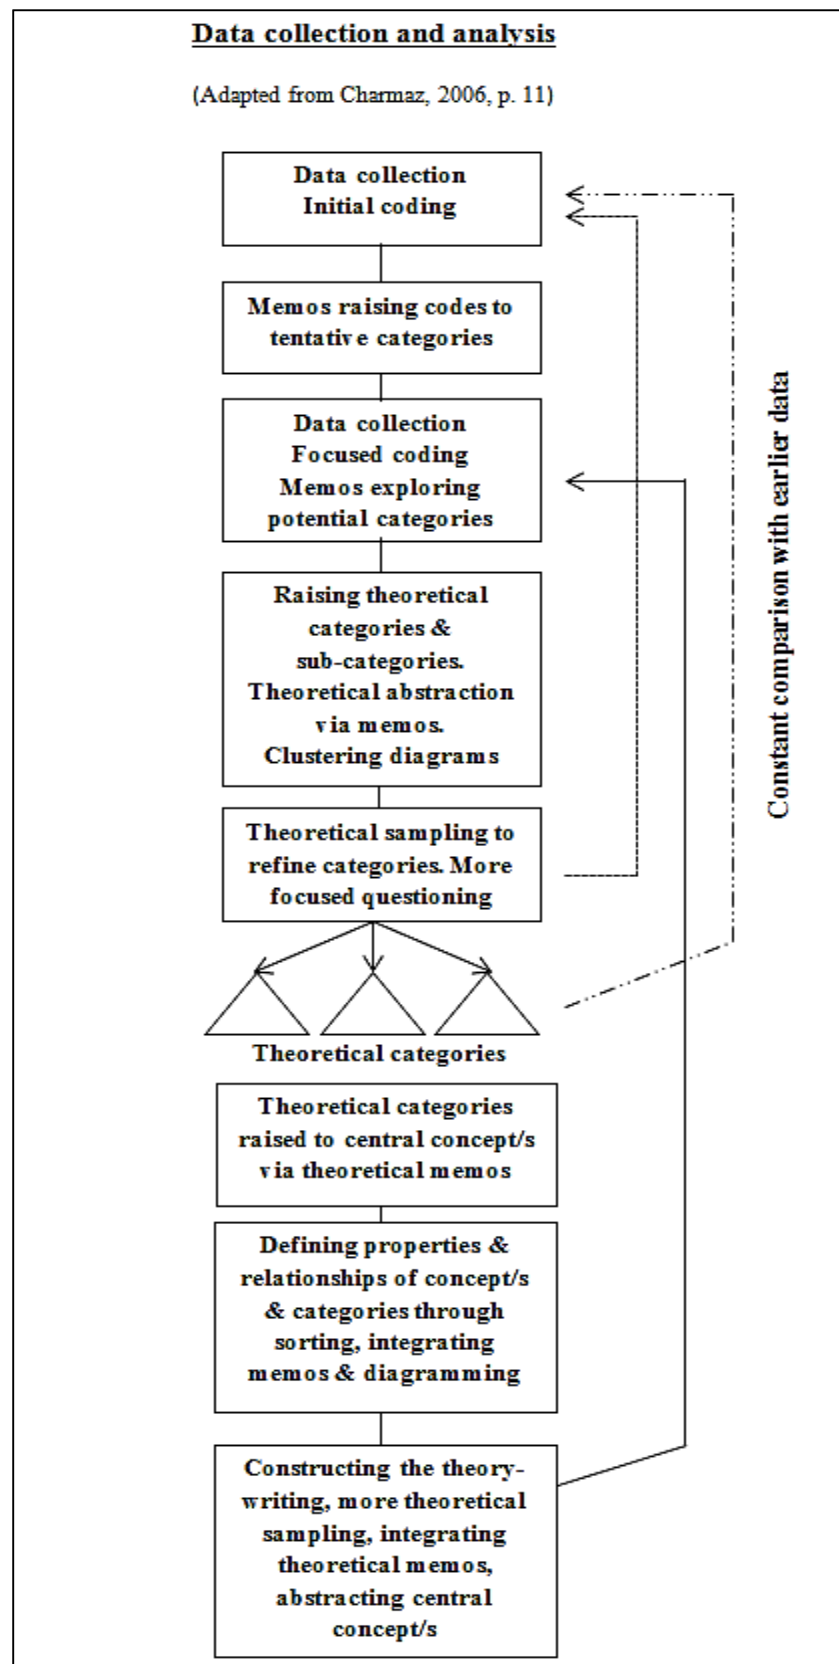 Data collection and analysis
(Adapted from Charmaz, 2006, p. 11)
Data collection
Initial coding
Memos raising codes to
tentative categories
Data collection
Focused coding
Memos exploring
potential categories
Raising theoretical
categories &
sub-categories.
Theoretical abstraction
via memos.
Clustering diagrams
Theoretical sampling to
refine categories. More
focused questioning
Theoretical categories
Theoretical categories
raised to central concept/s
via theoretical memos
Defining properties &
relationships of concept/s
& categories through
sorting, integrating
memos & diagramming
Constructing the theory-
writing, more theoretical
sampling, integrating
theoretical memos,
abstracting central
concept/s
Constant comparison with earlier data